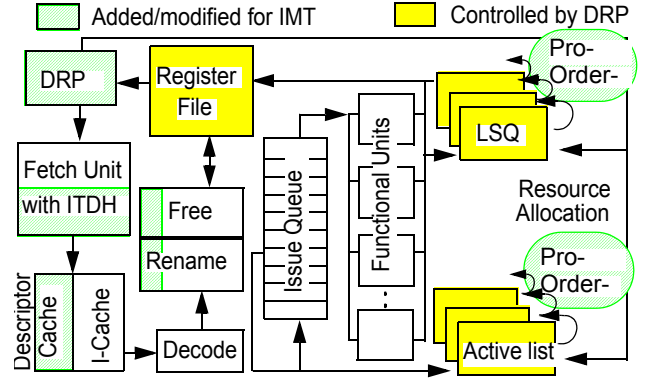 Added/modified for IMT
Controlled by DRP
DRP
Register
File
Pro-
Order-
LSQ
Fetch Unit
with ITDH
Free
Rename
Issue Queue
Functional Units
Resource
Allocation
Pro-
Order-
Descriptor
Cache
I-Cache
Decode
Active list